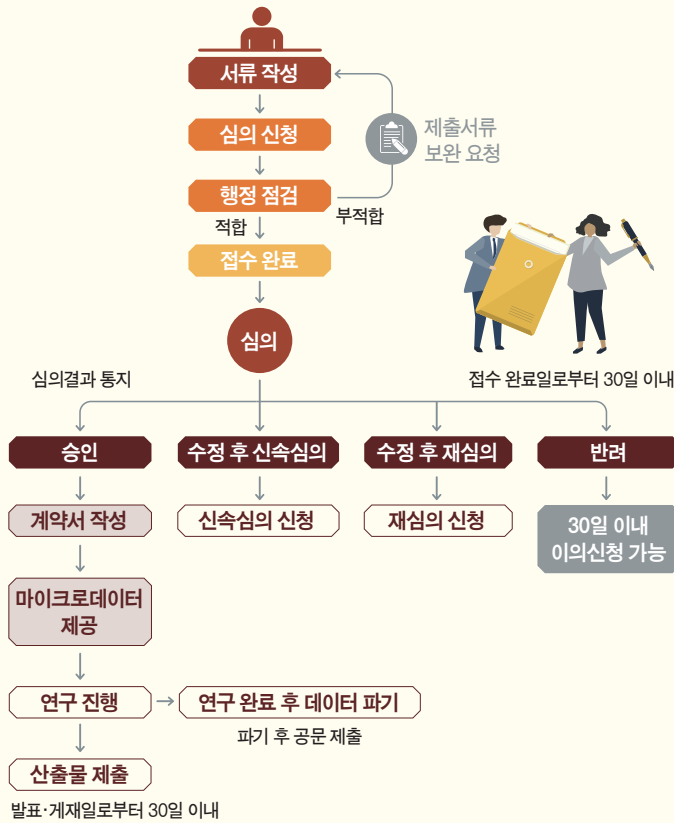 서류 작성
심의 신청
제출서류
보완 요청
행정 점검
적합
부적합
접수 완료
심의
심의결과 통지
접수 완료일로부터 30일 이내
승인
수정 후 신속심의
수정 후 재심의
반려
계약서 작성
신속심의 신청
재심의 신청
30일 이내
이의신청 가능
마이크로데이터
제공
연구 진행
연구 완료 후 데이터 파기
파기 후 공문 제출
산출물 제출
발표·게재일로부터 30일 이내